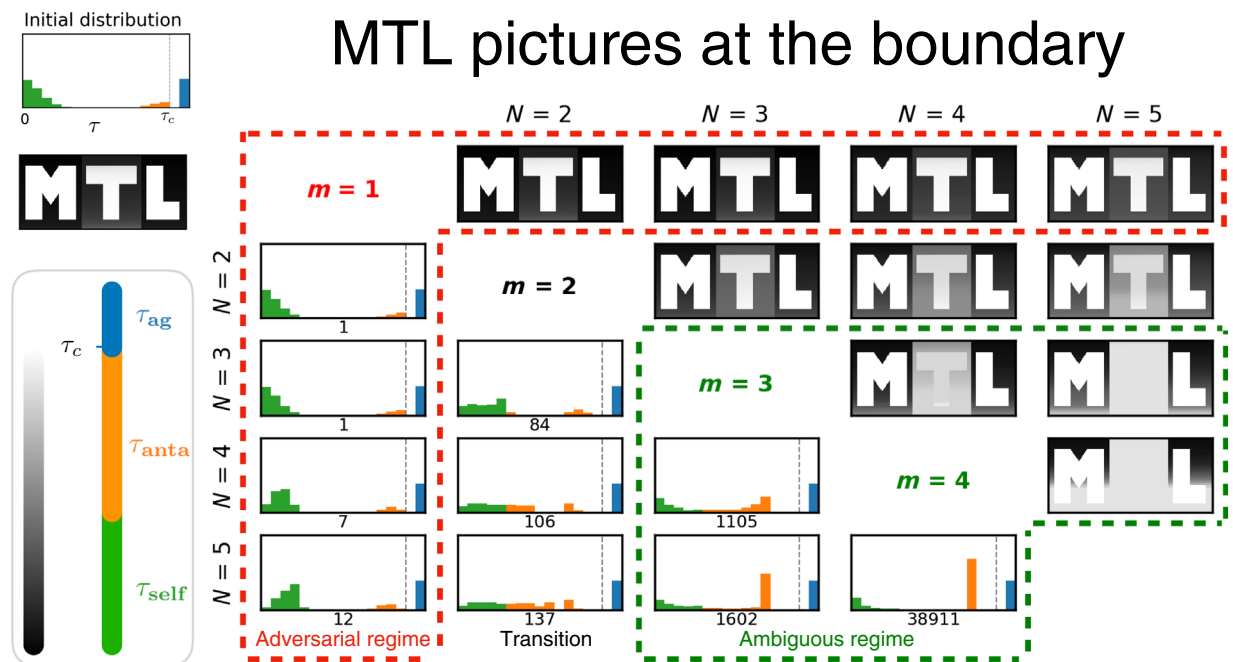 Initial distribution
MTL pictures at the boundary
0
τ
τc
N = 2
N = 3
N = 4
N = 5
MTL
m = 1
MTL
MTL
MTL
MTL
N = 2
1
m = 2
MTL
MTL
MTL
τag
τc
τanta
τself
N = 3
1
84
m = 3
MTL
M L
N = 4
7
106
1105
m = 4
M L
N = 5
12
137
1602
38911
Adversarial regime
Transition
Ambiguous regime